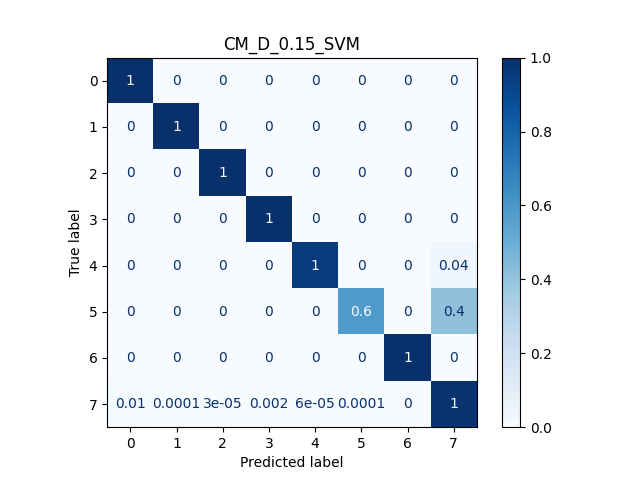 CM_D_0.15_SVM
0 1 0 0 0 0 0 0 0 1.0
1 0 1 0 0 0 0 0 0
2 0 0 1 0 0 0 0 0 0.8
3 0 0 0 1 0 0 0 0 0.6
4 0 0 0 0 1 0 0 0.04 0.4
5 0 0 0 0 0 0.6 0 0.4
6 0 0 0 0 0 0 1 0 0.2
7 0.01 0.0001 3e-05 0.002 6e-05 0.0001 0 1 0.0
0 1 2 3 4 5 6 7
True label
Predicted label